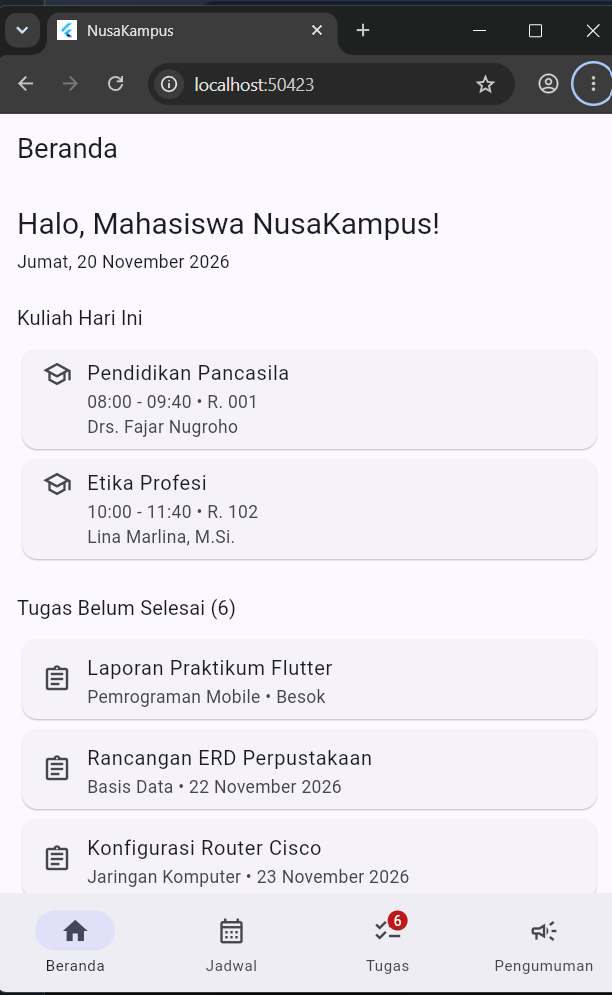 NusaKampus
localhost:50423
Beranda
Halo, Mahasiswa NusaKampus!
Jumat, 20 November 2026
Kuliah Hari Ini
Pendidikan Pancasila
08:00 - 09:40 • R. 001
Drs. Fajar Nugroho
Etika Profesi
10:00 - 11:40 • R. 102
Lina Marlina, M.Si.
Tugas Belum Selesai (6)
Laporan Praktikum Flutter
Pemrograman Mobile • Besok
Rancangan ERD Perpustakaan
Basis Data • 22 November 2026
Konfigurasi Router Cisco
Jaringan Komputer • 23 November 2026
6
Beranda
Jadwal
Tugas
Pengumuman